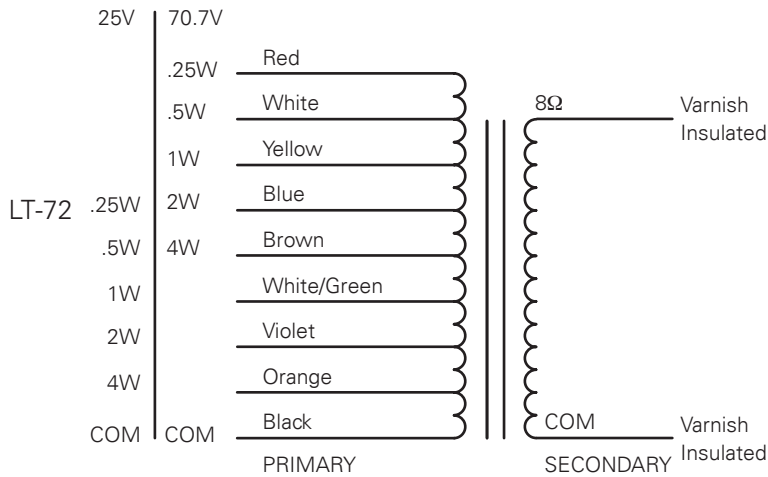 25V 70.7V
.25W Red
.5W White 8Ω Varnish
Insulated
1W Yellow
LT-72 .25W 2W Blue
.5W 4W Brown
1W White/Green
2W Violet
4W Orange
COM COM Black COM Varnish
Insulated
PRIMARY SECONDARY